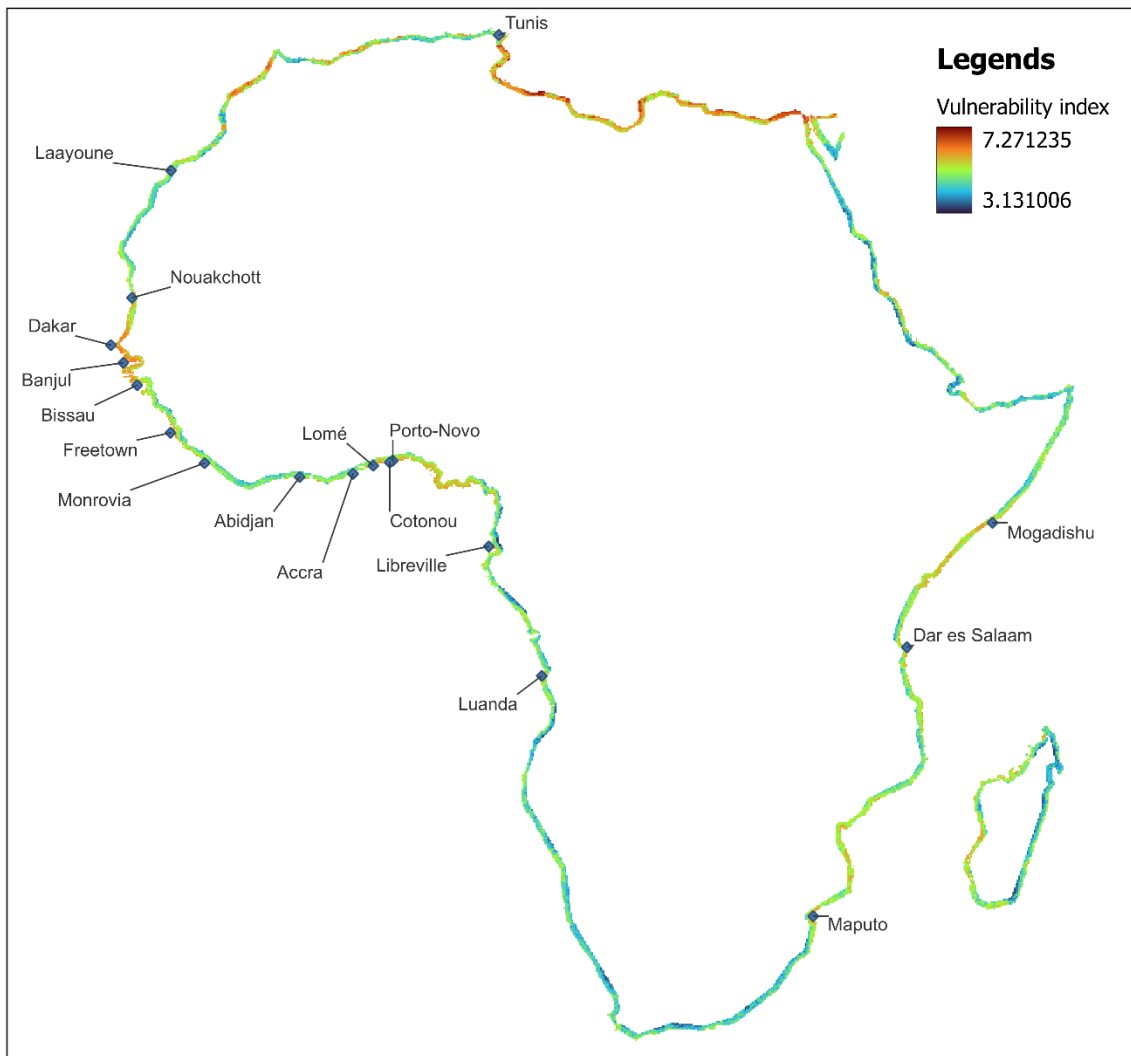 Tunis
Legends
Vulnerability index
7.271235
3.131006
Laayoune
Nouakchott
Dakar
Banjul
Bissau
Freetown
Monrovia
Lomé
Porto-Novo
Abidjan
Accra
Cotonou
Libreville
Mogadishu
Dar es Salaam
Luanda
Maputo